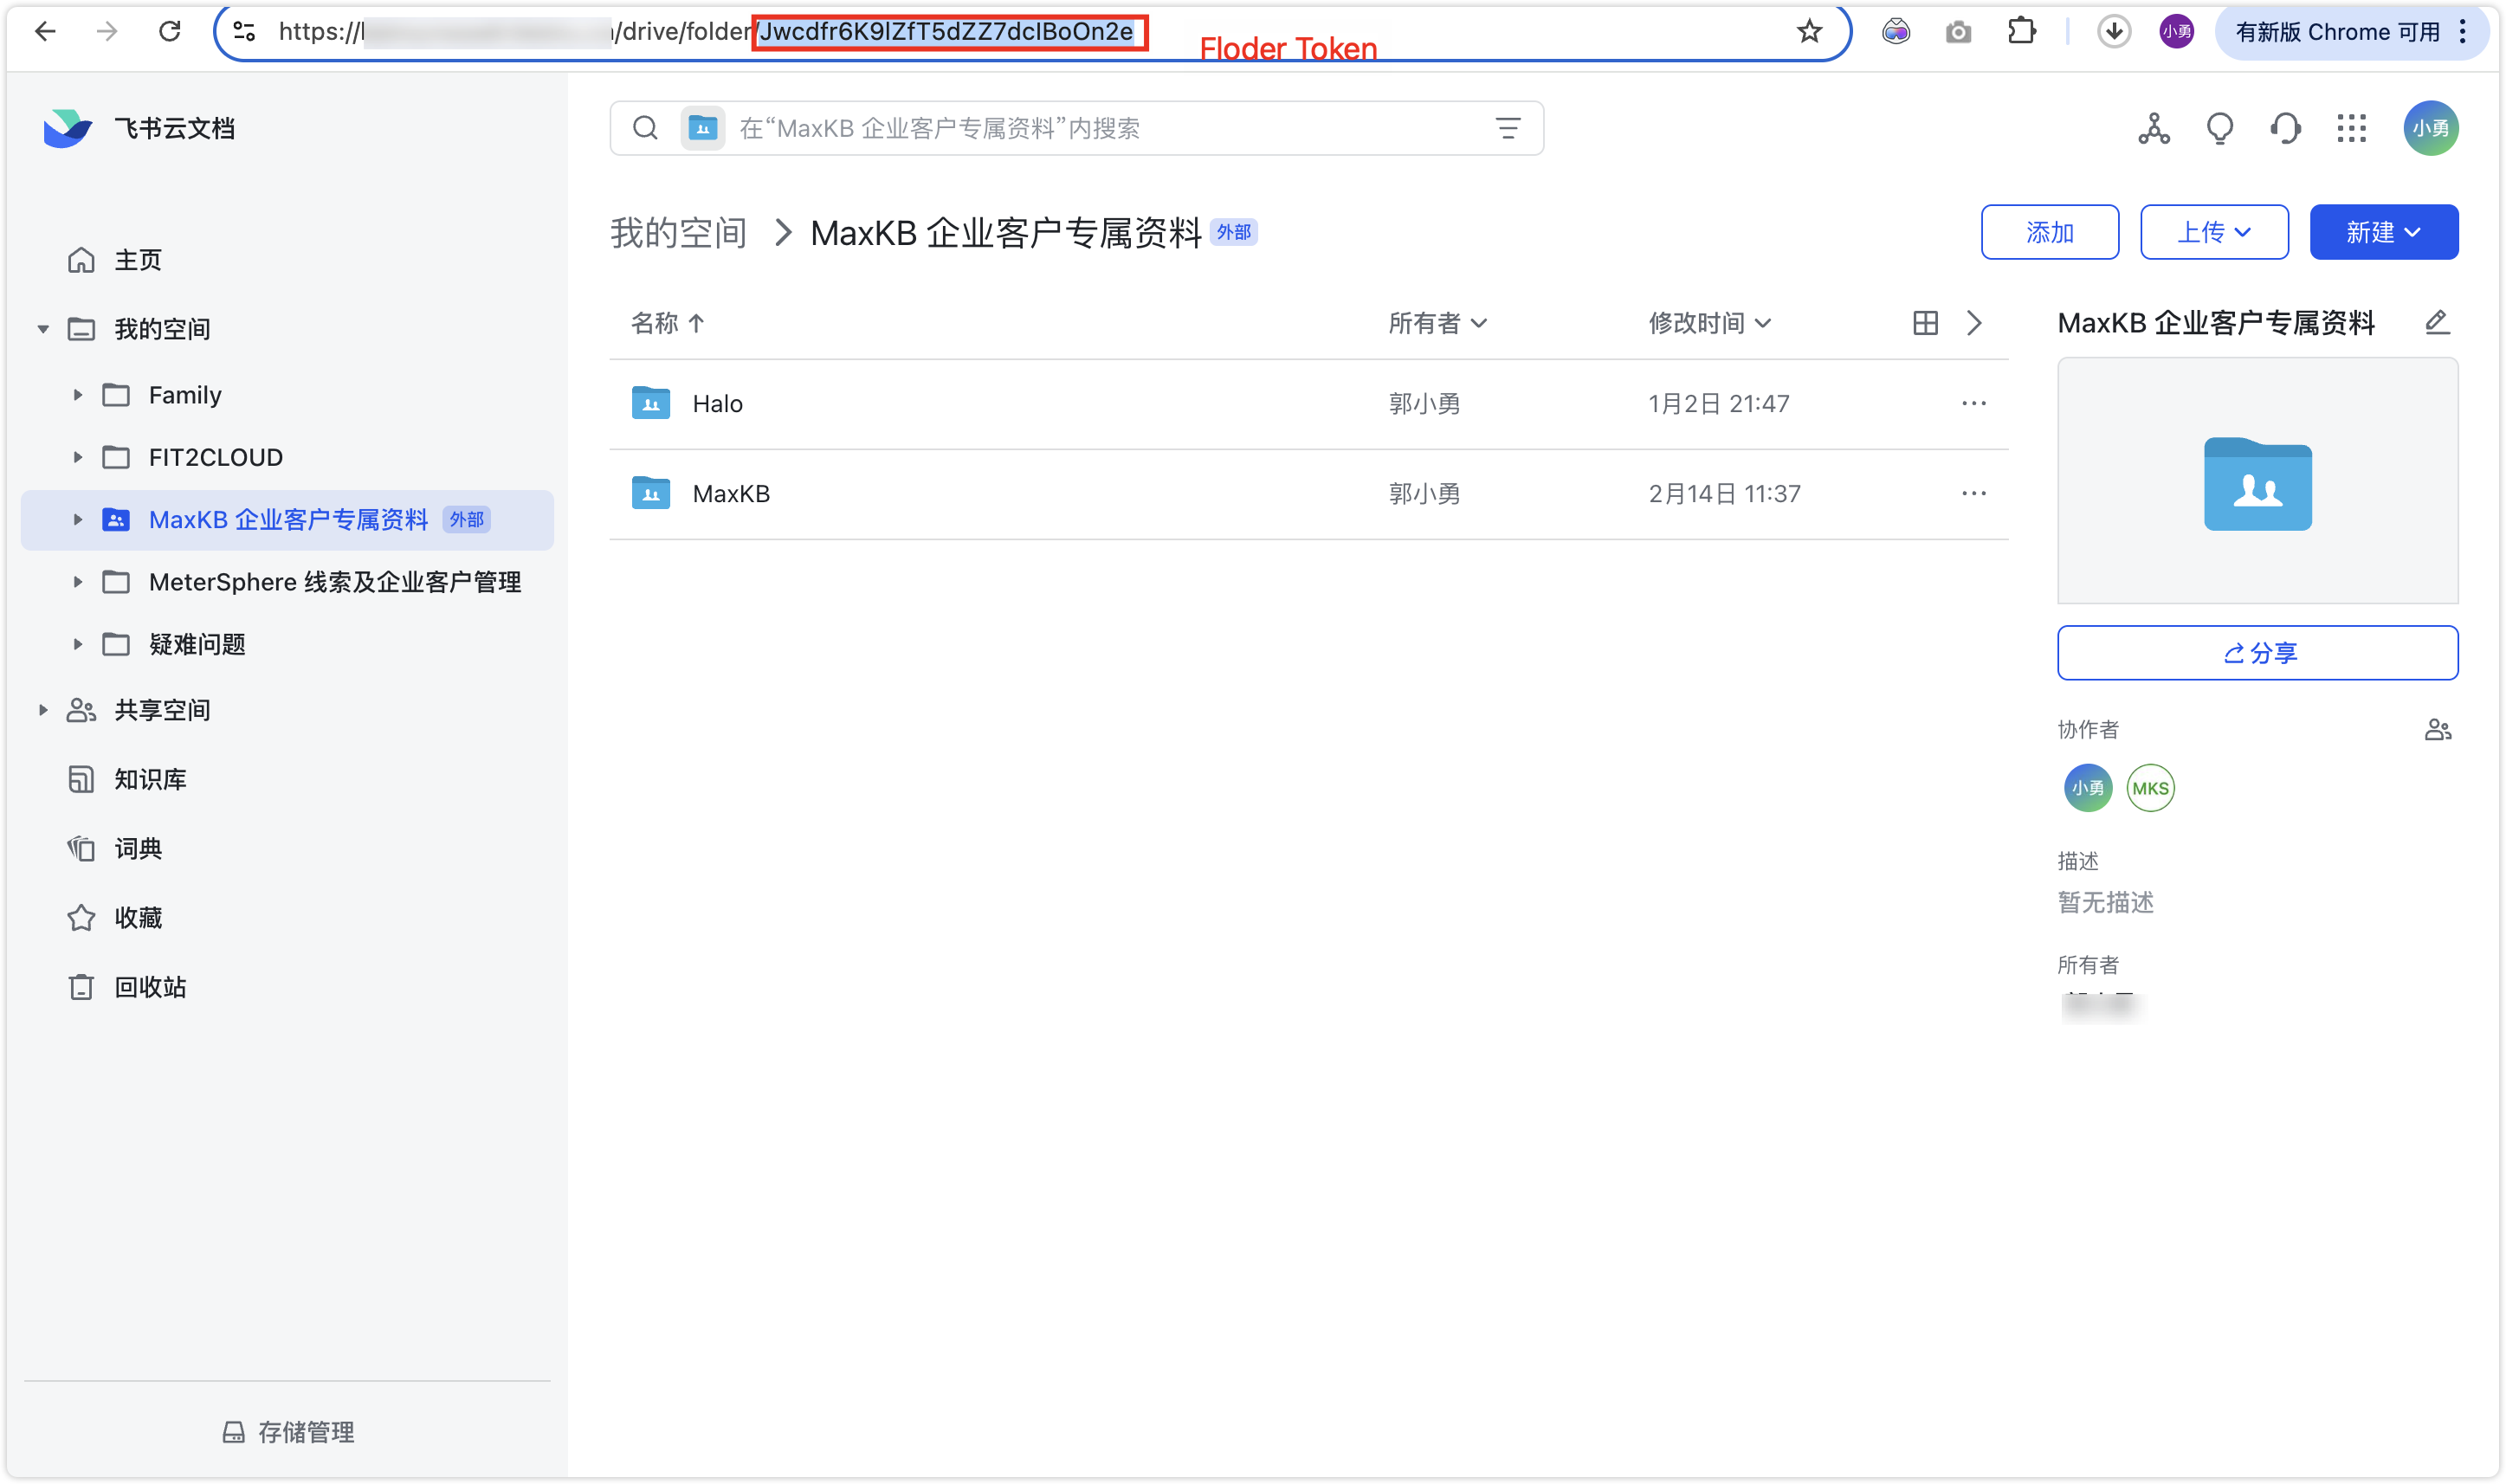 https://
/drive/folder/Jwcdfr6K9lZfT5dZZ7dcIBoOn2e
Floder Token
小勇
有新版 Chrome 可用
飞书云文档
在“MaxKB 企业客户专属资料”内搜索
小勇
主页
我的空间
Family
FIT2CLOUD
MaxKB 企业客户专属资料 外部
MeterSphere 线索及企业客户管理
疑难问题
共享空间
知识库
词典
收藏
回收站
存储管理
我的空间 MaxKB 企业客户专属资料 外部
添加 上传 新建
名称 所有者 修改时间
Halo 郭小勇 1月2日 21:47
MaxKB 郭小勇 2月14日 11:37
MaxKB 企业客户专属资料
分享
协作者
小勇 MKS
描述
暂无描述
所有者